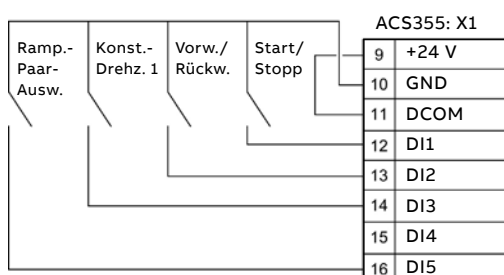 ACS355: X1
Ramp.-
Paar-
Ausw.
Konst.-
Drehz. 1
Vorw./
Rückw.
Start/
Stopp
9 +24 V
10 GND
11 DCOM
12 DI1
13 DI2
14 DI3
15 DI4
16 DI5